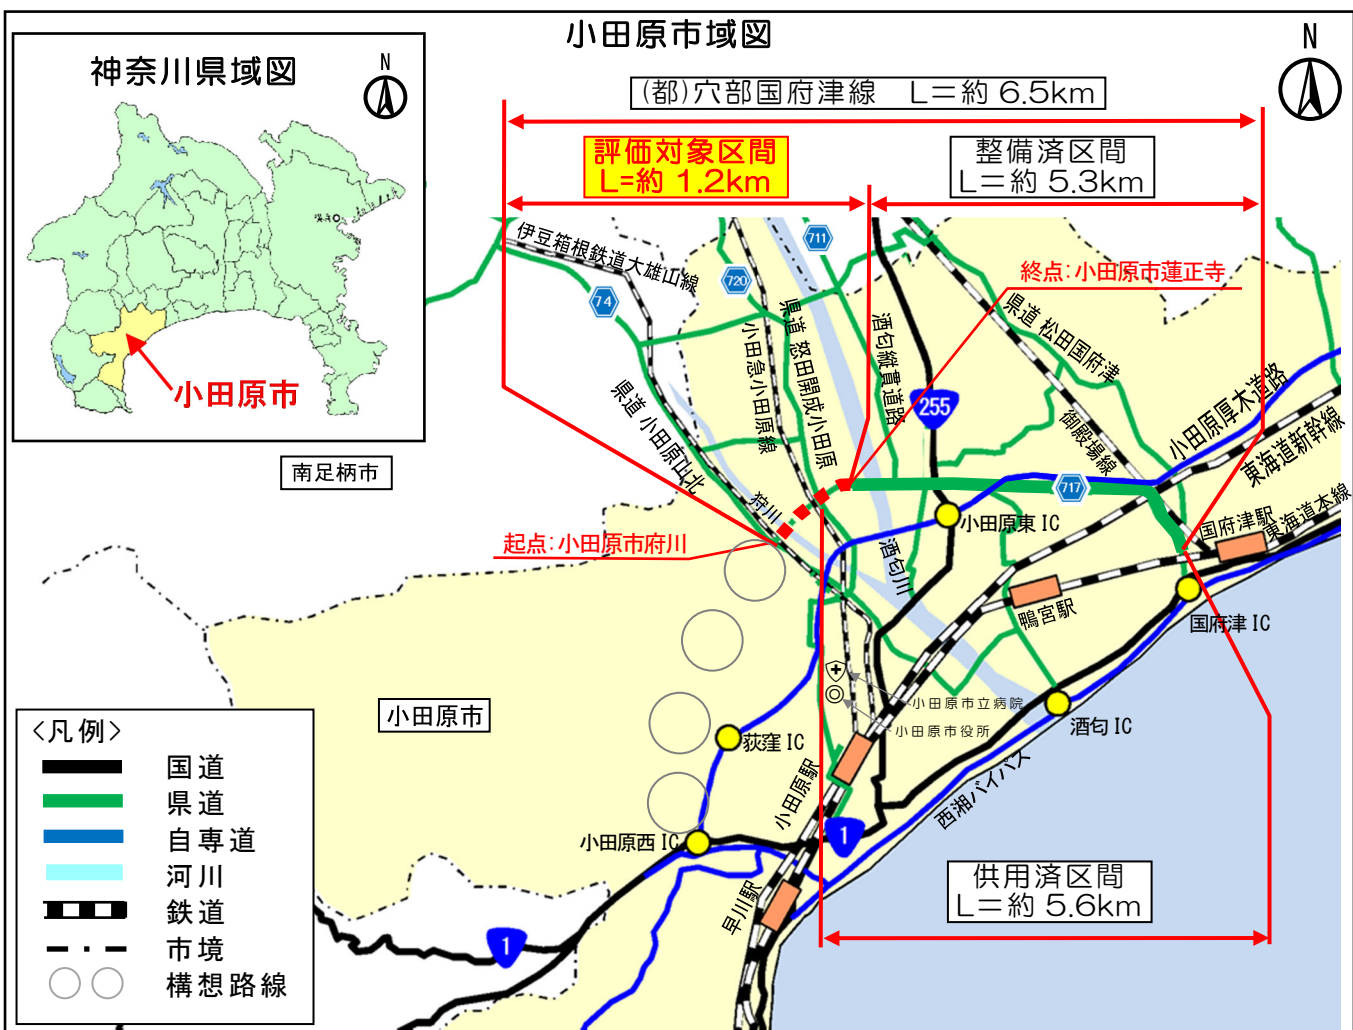 小田原市域図
神奈川県域図
N
N
横浜
小田原市
(都)穴部国府津線　L＝約 6.5km
評価対象区間
L=約 1.2km
整備済区間
L＝約 5.3km
伊豆箱根鉄道大雄山線
74
720
711
終点:小田原市蓮正寺
県道 松田国府津
酒匂縦貫道路
県道 怒田開成小田原
小田急小田原線
県道 小田原山北
255
御殿場線
小田原厚木道路
東海道新幹線
南足柄市
717
狩川
小田原東 IC
国府津駅
東海道本線
起点:小田原市府川
酒匂川
鴨宮駅
国府津 IC
小田原市立病院
小田原市役所
小田原市
荻窪 IC
酒匂 IC
小田原駅
西湘バイパス
小田原西 IC
1
早川駅
1
供用済区間
L＝約 5.6km
<凡例>
国道
県道
自専道
河川
鉄道
市境
構想路線